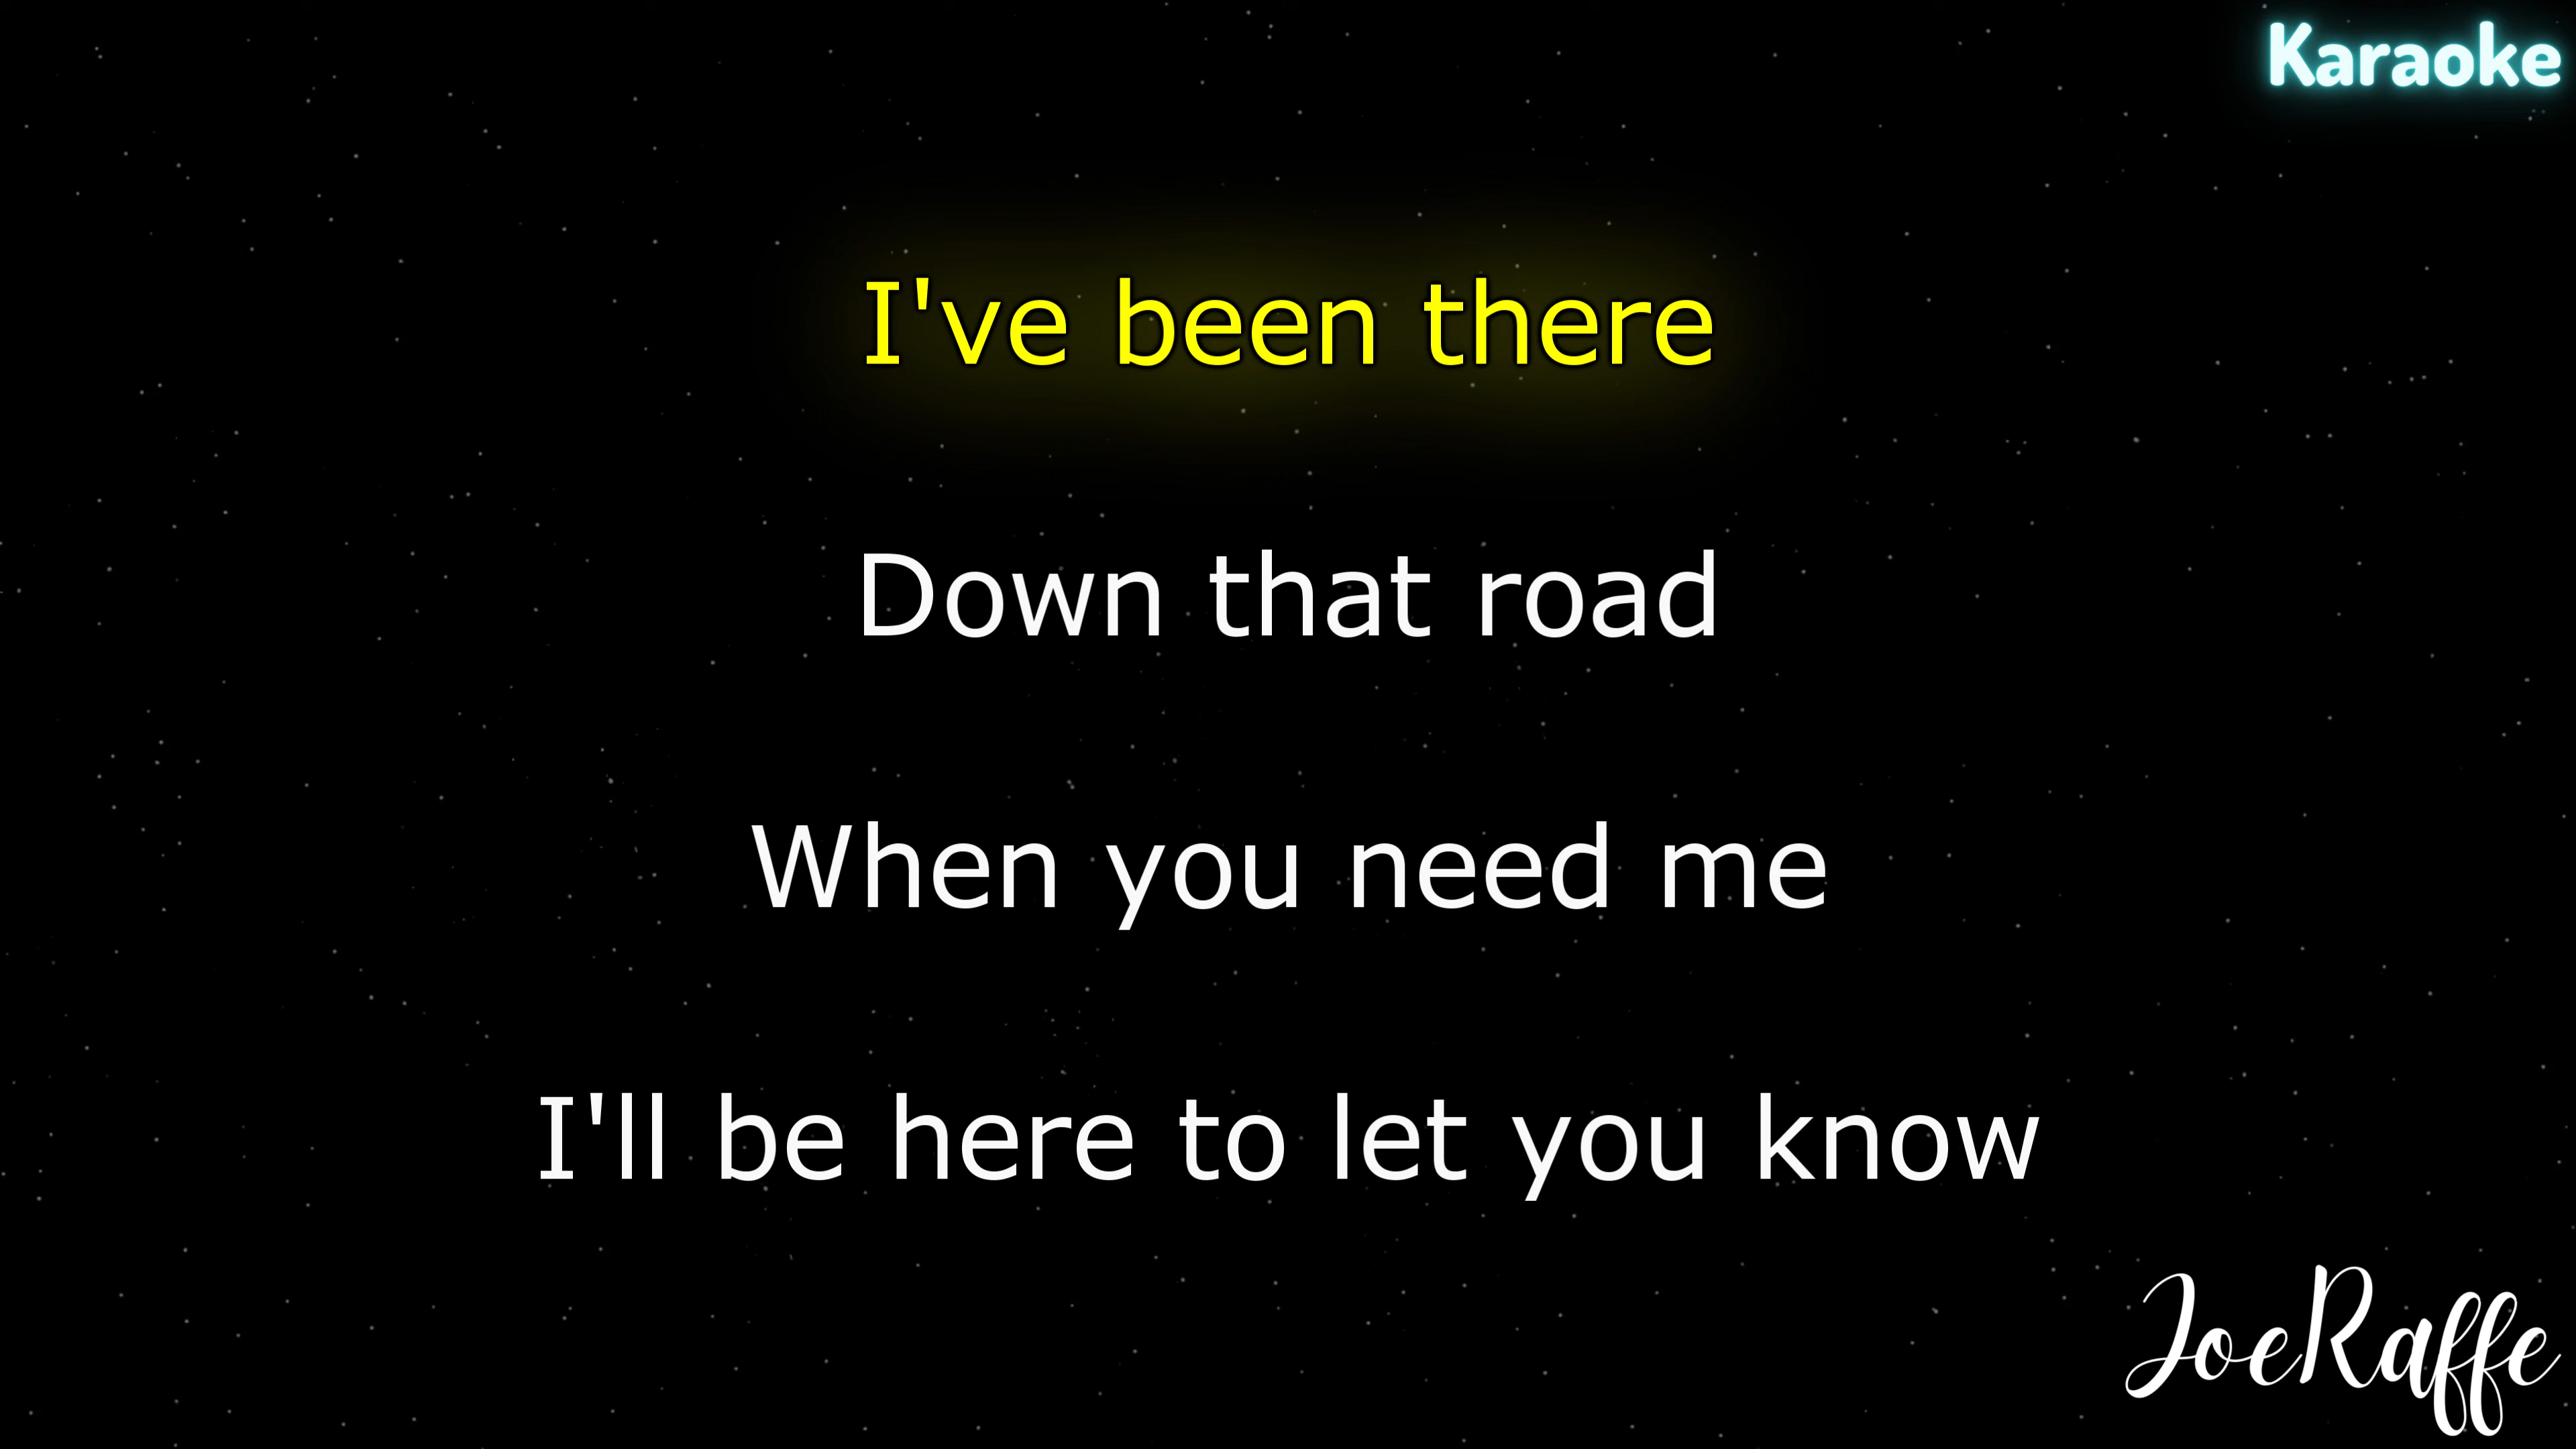 Karaoke
I've been there
Down that road
When you need me
I'll be here to let you know
JoeRaffe